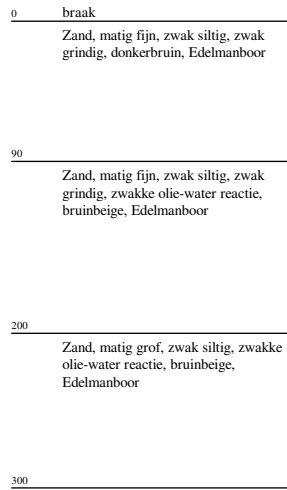 0 braak
Zand, matig fijn, zwak siltig, zwak
grindig, donkerbruin, Edelmanboor
90
Zand, matig fijn, zwak siltig, zwak
grindig, zwakke olie-water reactie,
bruinbeige, Edelmanboor
200
Zand, matig grof, zwak siltig, zwakke
olie-water reactie, bruinbeige,
Edelmanboor
300